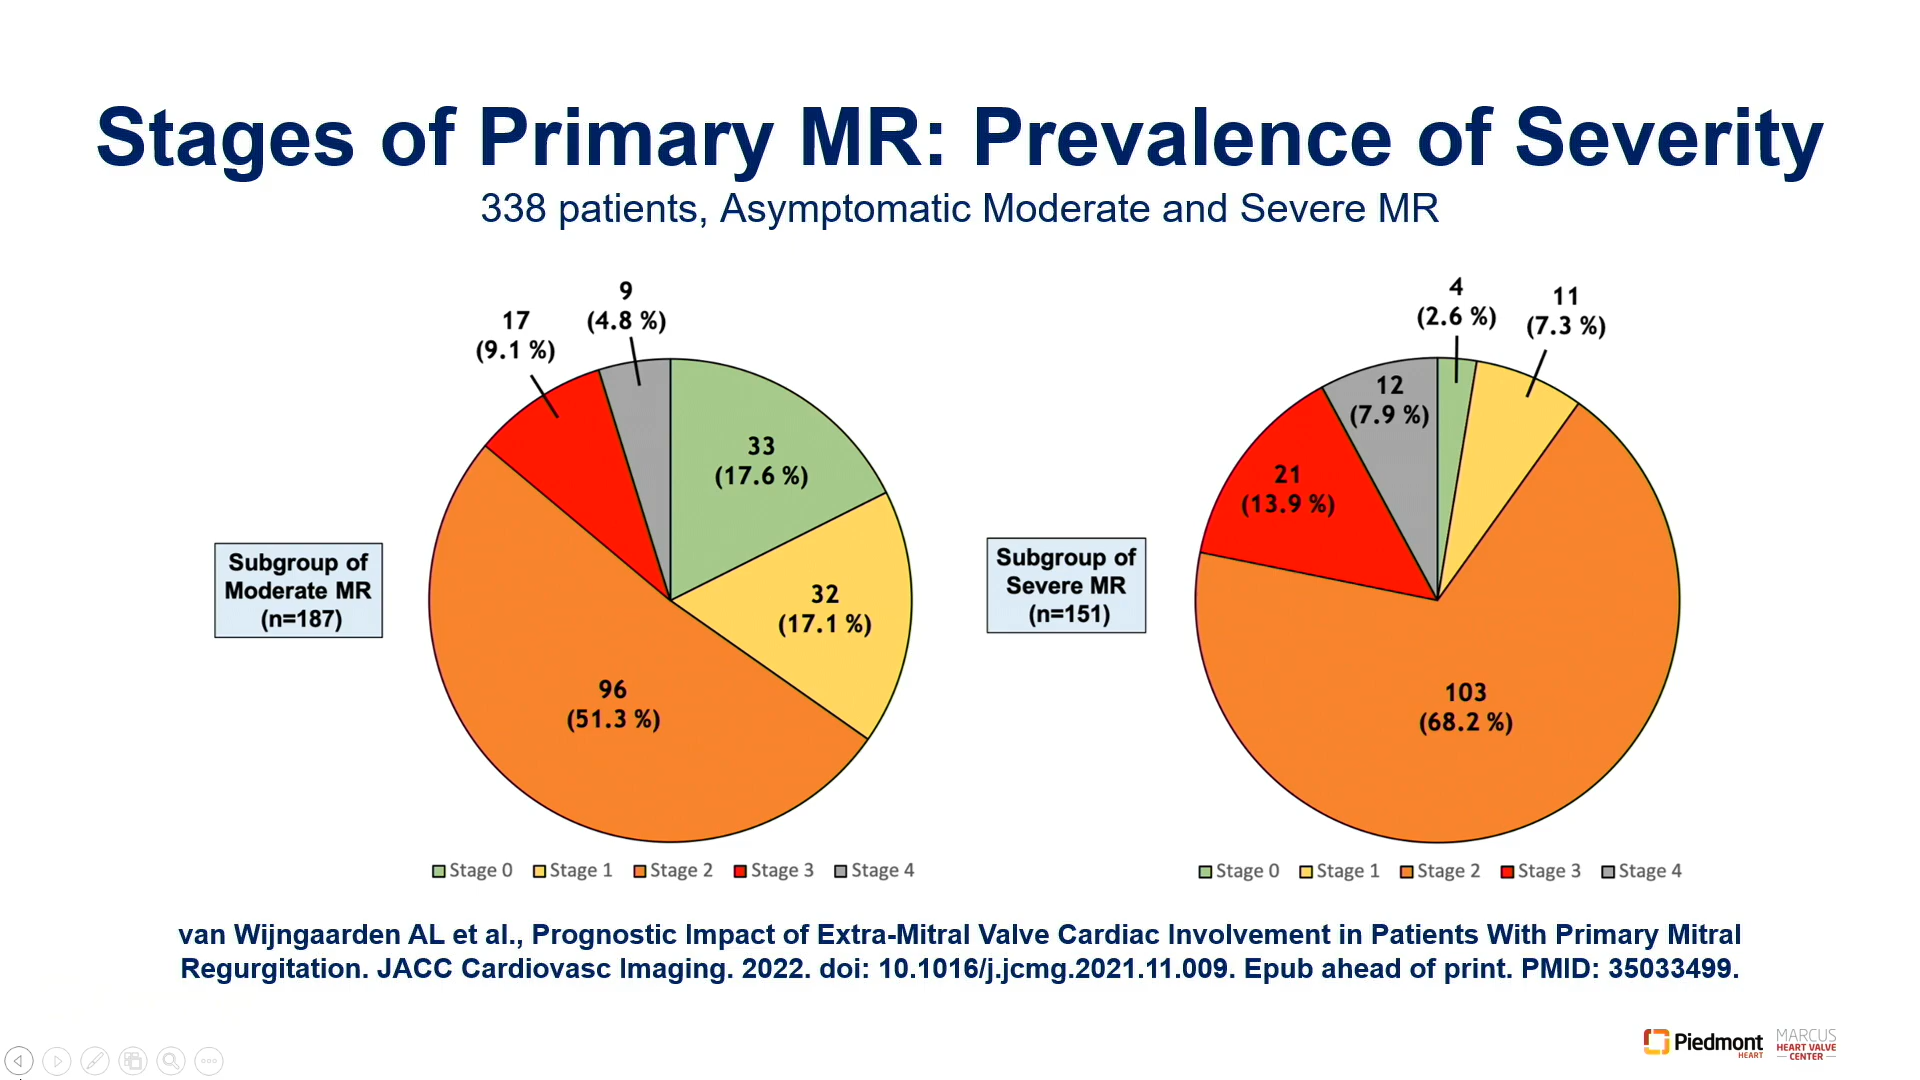 Stages of Primary MR: Prevalence of Severity
338 patients, Asymptomatic Moderate and Severe MR
9
(4.8 %)
17
(9.1 %)
33
(17.6 %)
32
(17.1 %)
96
(51.3 %)
Subgroup of
Moderate MR
(n=187)
Stage 0 Stage 1 Stage 2 Stage 3 Stage 4
4
(2.6 %)
11
(7.3 %)
12
(7.9 %)
21
(13.9 %)
103
(68.2 %)
Subgroup of
Severe MR
(n=151)
Stage 0 Stage 1 Stage 2 Stage 3 Stage 4
van Wijngaarden AL et al., Prognostic Impact of Extra-Mitral Valve Cardiac Involvement in Patients With Primary Mitral
Regurgitation. JACC Cardiovasc Imaging. 2022. doi: 10.1016/j.jcmg.2021.11.009. Epub ahead of print. PMID: 35033499.
Piedmont
HEART
MARCUS
HEART VALVE
CENTER